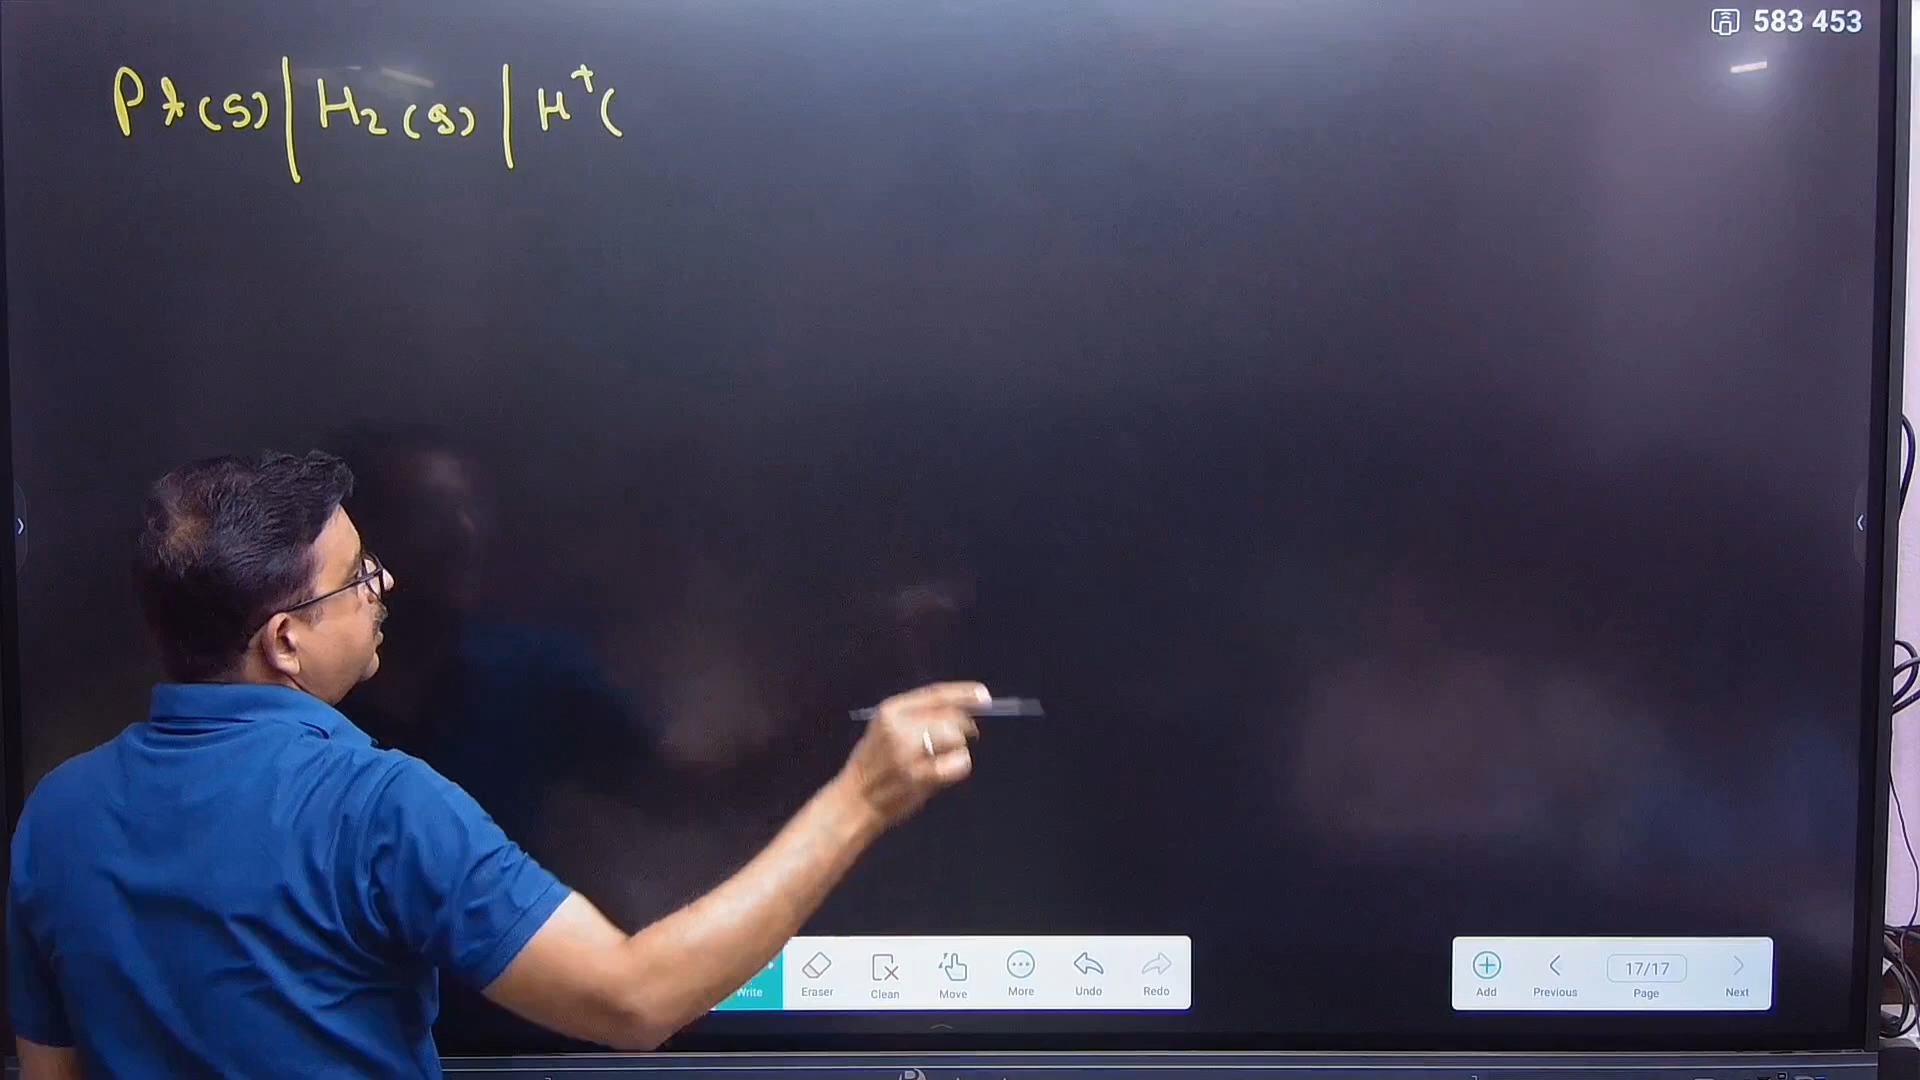 583 453
Pt(s) | H₂(g) | H⁺(
Write Eraser Clean Move More Undo Redo
Add Previous 17/17 Page Next